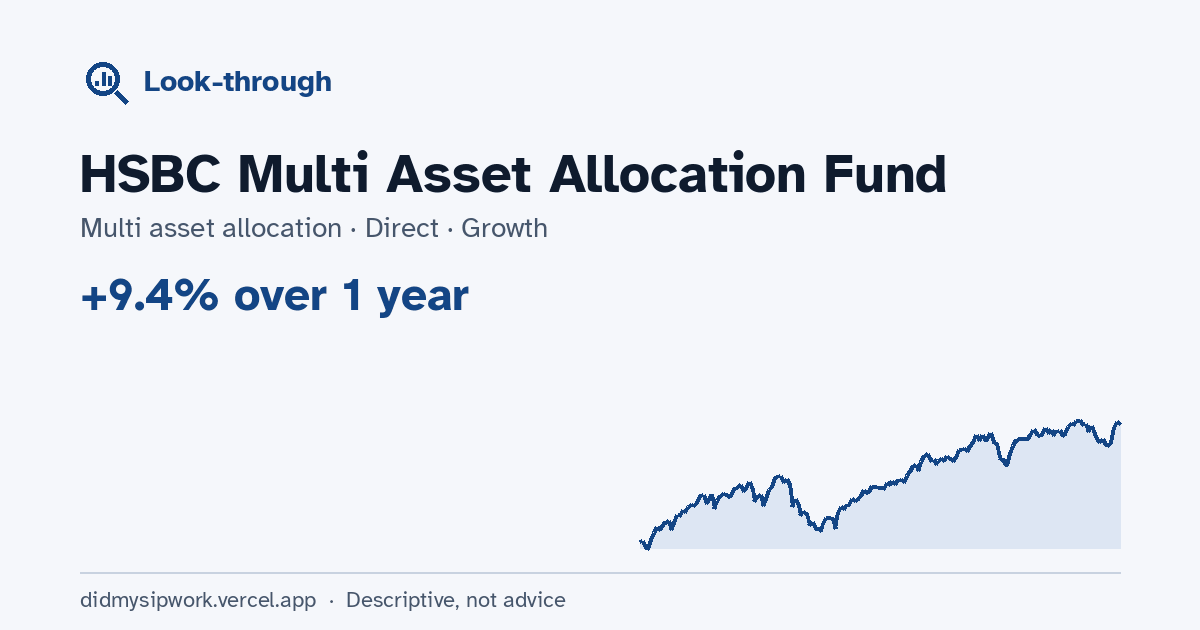 Look-through
HSBC Multi Asset Allocation Fund
Multi asset allocation · Direct · Growth
+9.4% over 1 year
didmysipwork.vercel.app · Descriptive, not advice